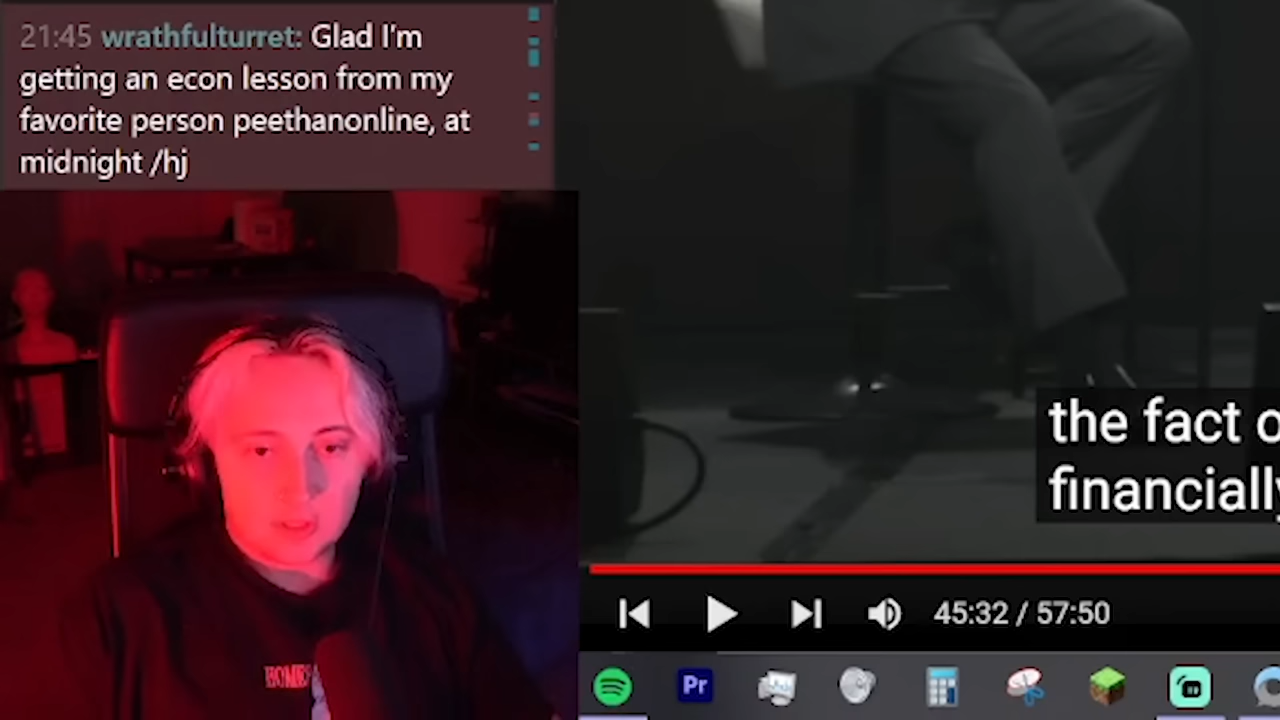 21:45 wrathfulturret: Glad I'm
getting an econ lesson from my
favorite person peethanonline, at
midnight /hj
HOME
the fact o
financially
45:32 / 57:50
Pr